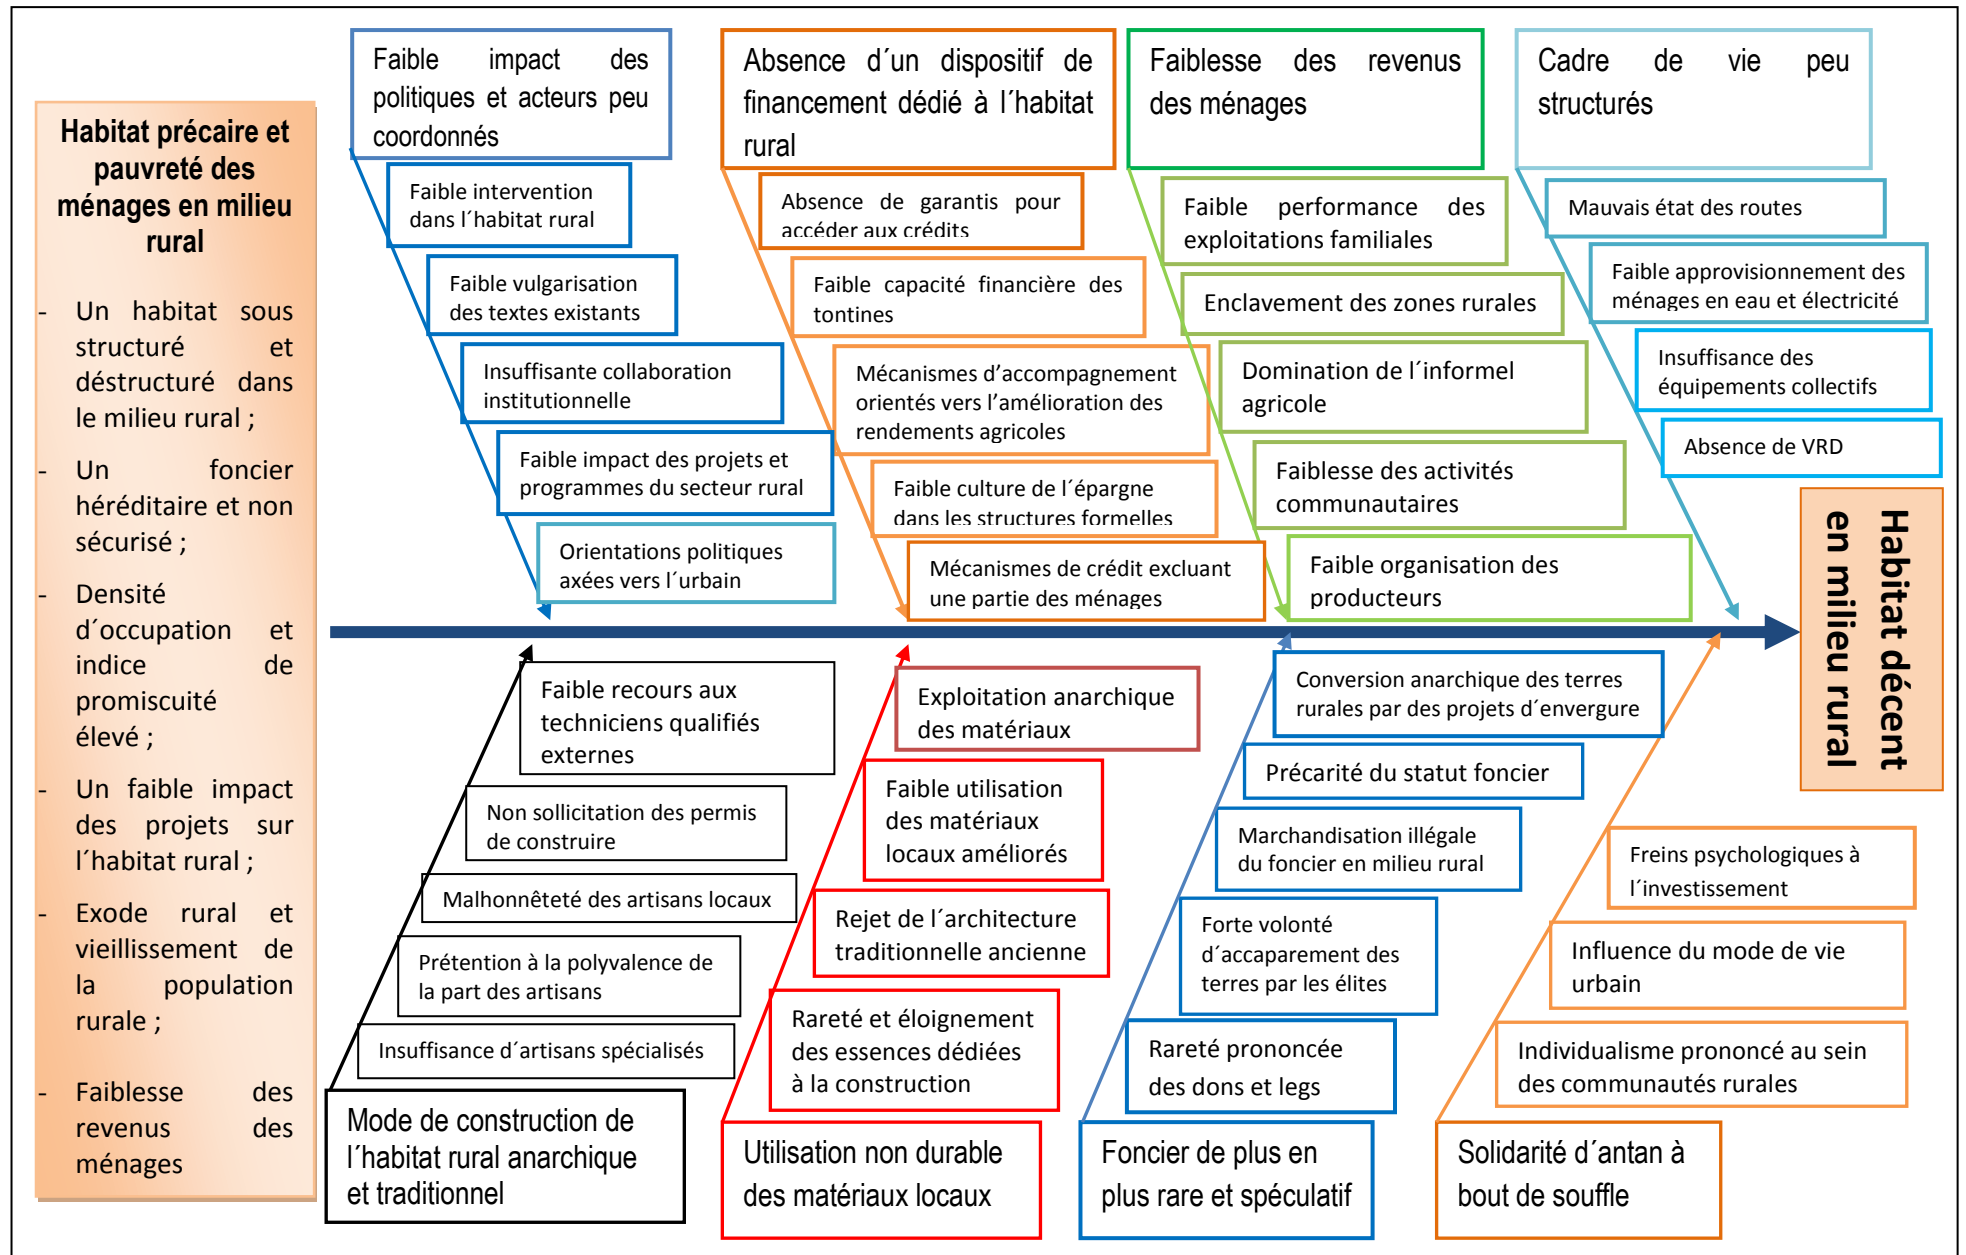 Habitat précaire et
pauvreté des
ménages en milieu
rural
- Un habitat sous
structuré et
déstructuré dans
le milieu rural ;
- Un foncier
héréditaire et non
sécurisé ;
- Densité
d´occupation et
indice de
promiscuité
élevé ;
- Un faible impact
des projets sur
l´habitat rural ;
- Exode rural et
vieillissement de
la population
rurale ;
- Faiblesse des
revenus des
ménages
Faible impact des
politiques et acteurs peu
coordonnés
Faible intervention
dans l´habitat rural
Faible vulgarisation
des textes existants
Insuffisante collaboration
institutionnelle
Faible impact des projets et
programmes du secteur rural
Orientations politiques
axées vers l´urbain
Absence d´un dispositif de
financement dédié à l´habitat
rural
Absence de garantis pour
accéder aux crédits
Faible capacité financière des
tontines
Mécanismes d’accompagnement
orientés vers l’amélioration des
rendements agricoles
Faible culture de l´épargne
dans les structures formelles
Mécanismes de crédit excluant
une partie des ménages
Faiblesse des revenus
des ménages
Faible performance des
exploitations familiales
Enclavement des zones rurales
Domination de l´informel
agricole
Faiblesse des activités
communautaires
Faible organisation des
producteurs
Cadre de vie peu
structurés
Mauvais état des routes
Faible approvisionnement des
ménages en eau et électricité
Insuffisance des
équipements collectifs
Absence de VRD
Habitat décent
en milieu rural
Faible recours aux
techniciens qualifiés
externes
Non sollicitation des permis
de construire
Malhonnêteté des artisans locaux
Prétention à la polyvalence de
la part des artisans
Insuffisance d´artisans spécialisés
Mode de construction de
l´habitat rural anarchique
et traditionnel
Exploitation anarchique
des matériaux
Faible utilisation
des matériaux
locaux améliorés
Rejet de l´architecture
traditionnelle ancienne
Rareté et éloignement
des essences dédiées
à la construction
Utilisation non durable
des matériaux locaux
Conversion anarchique des terres
rurales par des projets d´envergure
Précarité du statut foncier
Marchandisation illégale
du foncier en milieu rural
Forte volonté
d´accaparement des
terres par les élites
Rareté prononcée
des dons et legs
Foncier de plus en
plus rare et spéculatif
Freins psychologiques à
l´investissement
Influence du mode de vie
urbain
Individualisme prononcé au sein
des communautés rurales
Solidarité d´antan à
bout de souffle